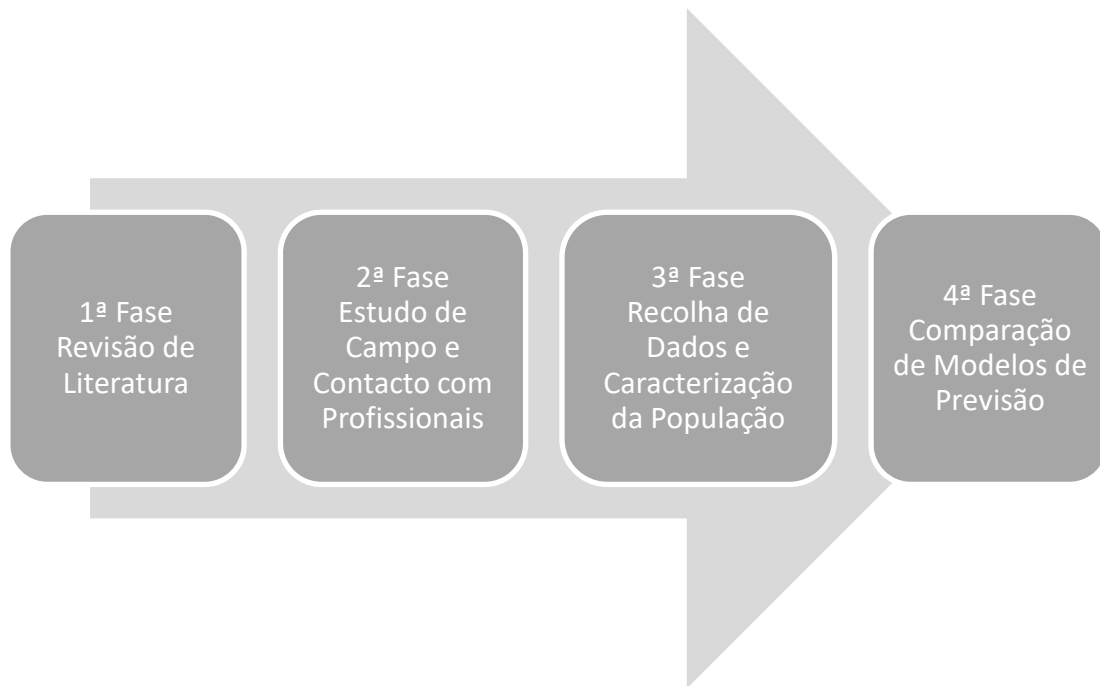 1ª Fase
Revisão de
Literatura
2ª Fase
Estudo de
Campo e
Contacto com
Profissionais
3ª Fase
Recolha de
Dados e
Caracterização
da População
4ª Fase
Comparação
de Modelos de
Previsão